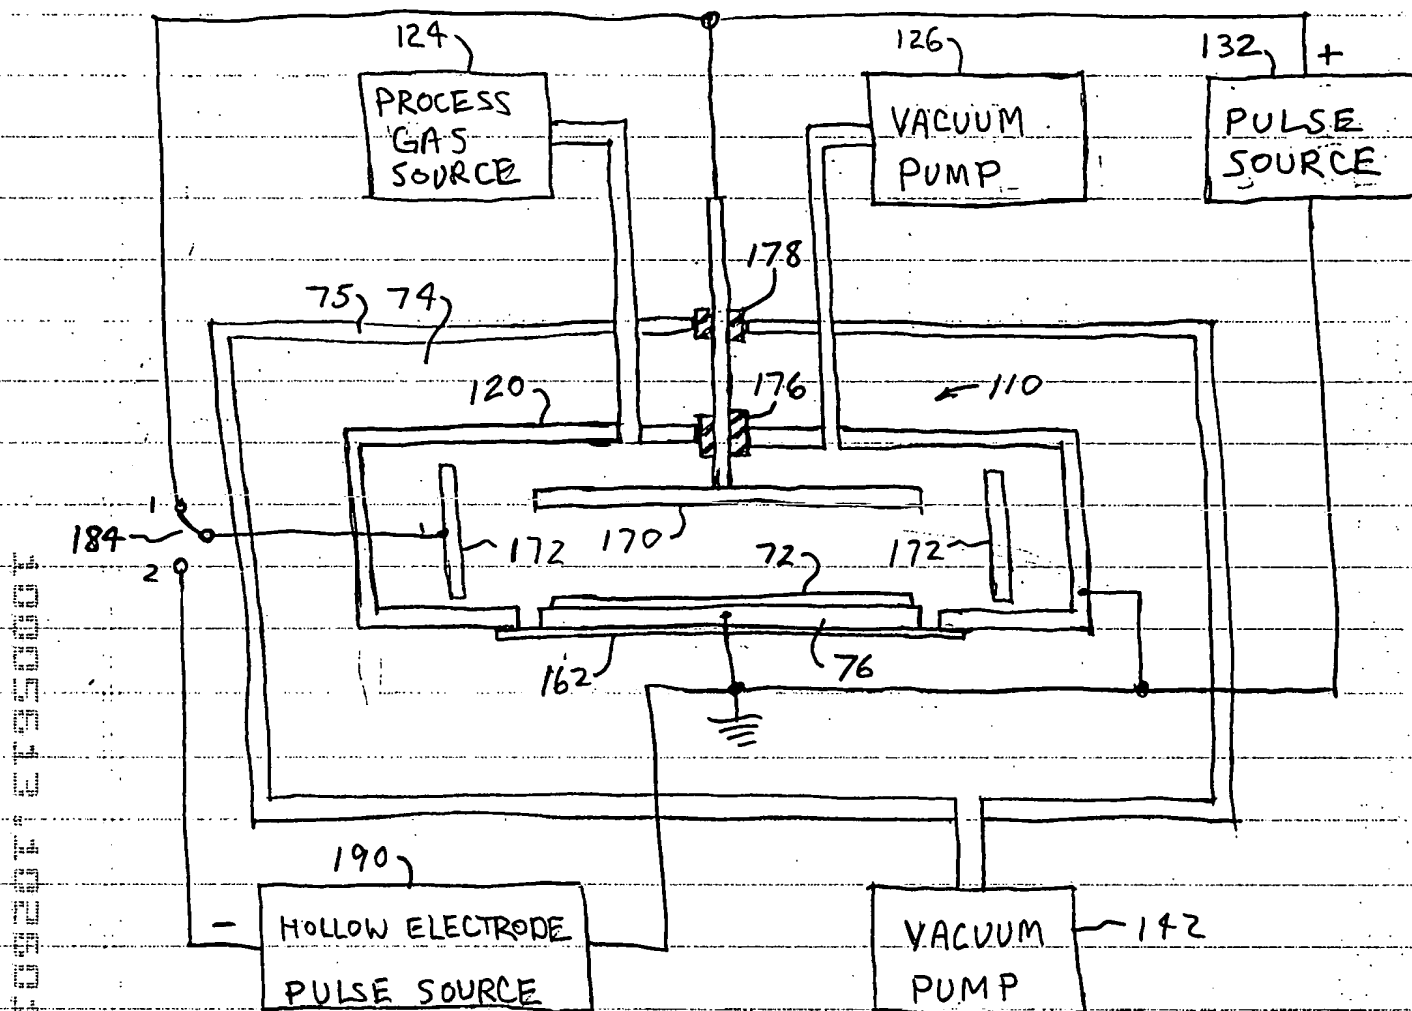 124
126
132
+
PROCESS
GAS
SOURCE
VACUUM
PUMP
PULSE
SOURCE
178
75
74
120
176
110
1
184
2
172
170
172
72
162
76
190
-
HOLLOW ELECTRODE
PULSE SOURCE
VACUUM
PUMP
142